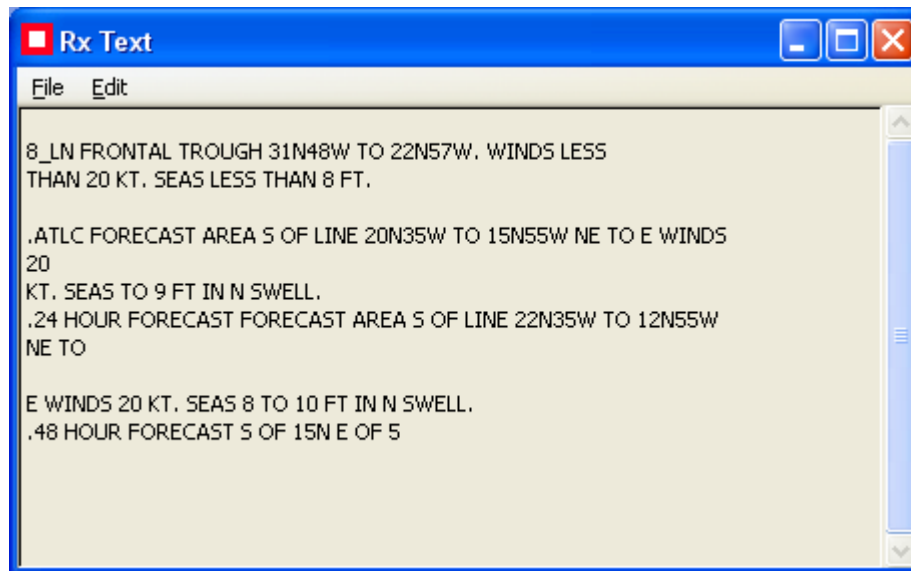 Rx Text
File Edit
8_LN FRONTAL TROUGH 31N48W TO 22N57W. WINDS LESS
THAN 20 KT. SEAS LESS THAN 8 FT.
.ATLC FORECAST AREA S OF LINE 20N35W TO 15N55W NE TO E WINDS
20
KT. SEAS TO 9 FT IN N SWELL.
.24 HOUR FORECAST FORECAST AREA S OF LINE 22N35W TO 12N55W
NE TO
E WINDS 20 KT. SEAS 8 TO 10 FT IN N SWELL.
.48 HOUR FORECAST S OF 15N E OF 5